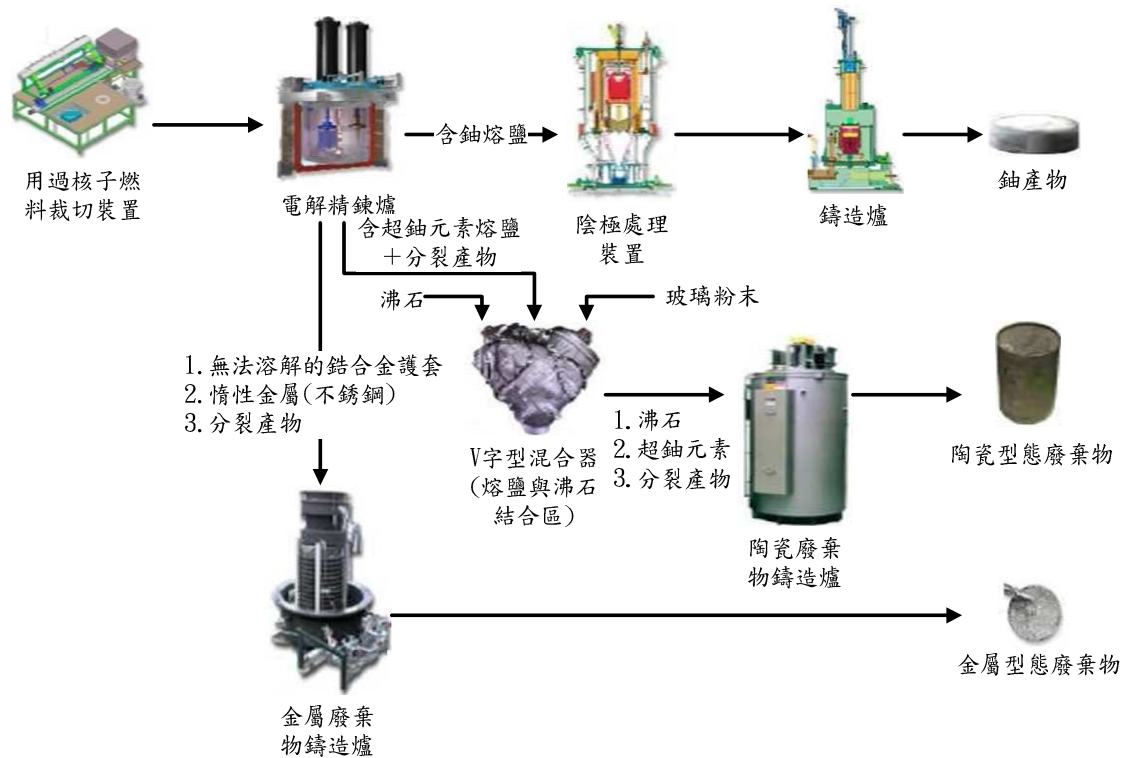 用過核子燃
料裁切裝置
電解精鍊爐
含鈾熔鹽
陰極處理
裝置
鑄造爐
鈾產物
含超鈾元素熔鹽
＋分裂產物
沸石
玻璃粉末
1.無法溶解的鋯合金護套
2.惰性金屬(不銹鋼)
3.分裂產物
V字型混合器
(熔鹽與沸石
結合區)
1.沸石
2.超鈾元素
3.分裂產物
陶瓷廢棄
物鑄造爐
陶瓷型態廢棄物
金屬廢棄
物鑄造爐
金屬型態廢棄物